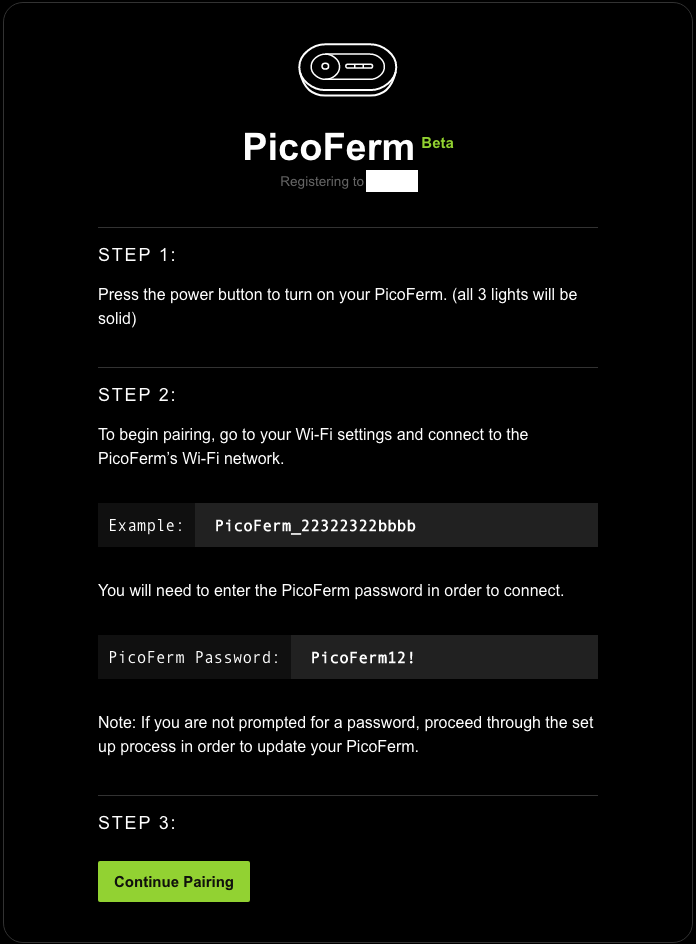 PicoFerm Beta
Registering to
STEP 1:
Press the power button to turn on your PicoFerm. (all 3 lights will be
solid)
STEP 2:
To begin pairing, go to your Wi-Fi settings and connect to the
PicoFerm’s Wi-Fi network.
Example: PicoFerm_22322322bbbb
You will need to enter the PicoFerm password in order to connect.
PicoFerm Password: PicoFerm12!
Note: If you are not prompted for a password, proceed through the set
up process in order to update your PicoFerm.
STEP 3:
Continue Pairing